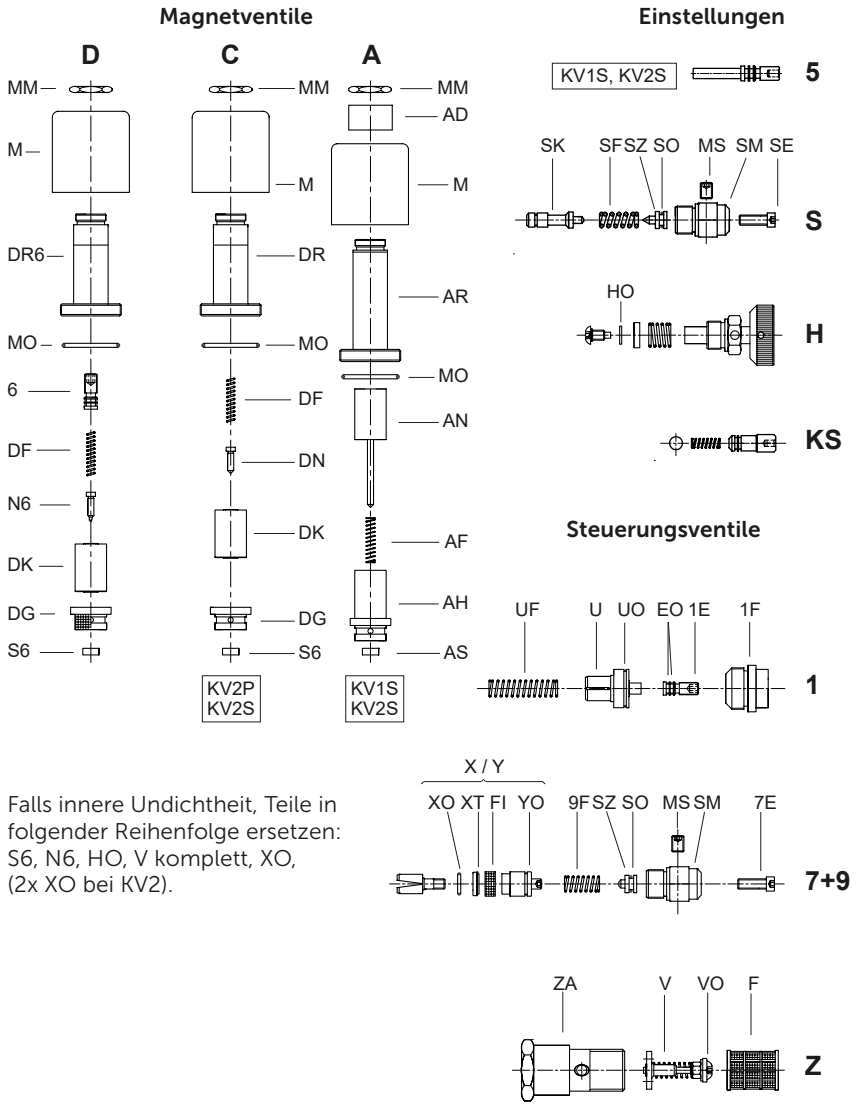 Magnetventile
Einstellungen
D C A
MM MM MM
AD
M M M
DR6 DR AR
MO MO MO
6 DF AN
DF DN
N6
DK DK AF
DG DG AH
S6 S6 AS
KV2P
KV2S
KV1S
KV2S
KV1S, KV2S 5
SK SF SZ SO MS SM SE
S
HO
H
KS
Steuerungsventile
UF U UO EO 1E 1F
1
X / Y
XO XT FI YO 9F SZ SO MS SM 7E
7+9
Falls innere Undichtheit, Teile in
folgender Reihenfolge ersetzen:
S6, N6, HO, V komplett, XO,
(2x XO bei KV2).
ZA V VO F
Z